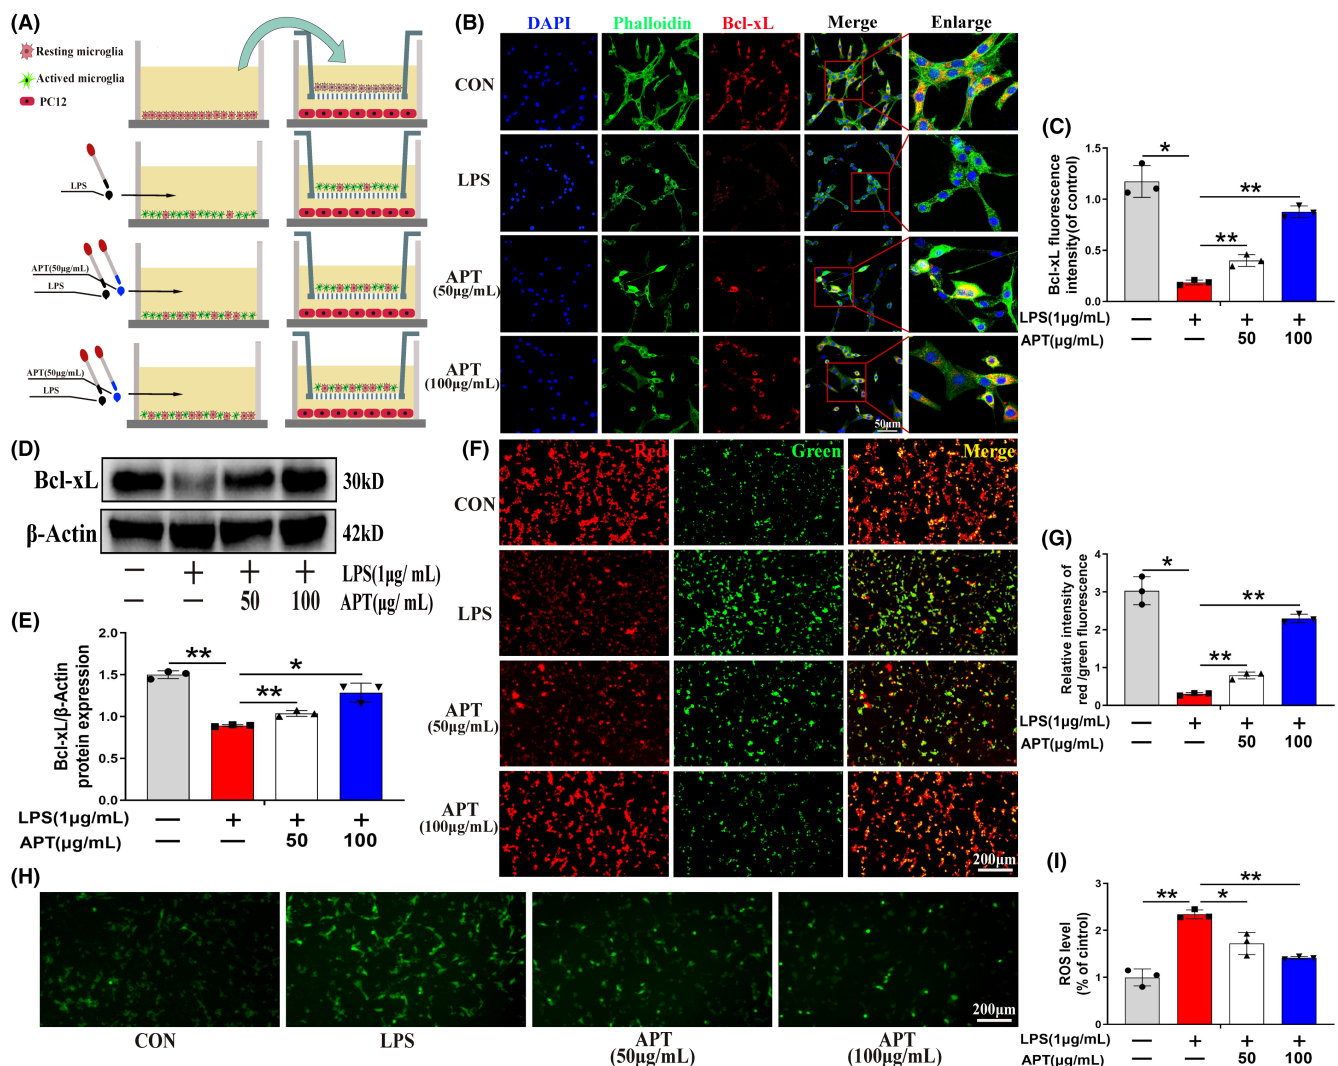 (A)
Resting microglia
Actived microglia
PC12
LPS
APT(50μg/mL)
LPS
APT(50μg/mL)
LPS
(B)
DAPI Phalloidin Bcl-xL Merge Enlarge
CON
LPS
APT
(50μg/mL)
APT
(100μg/mL)
50μm
(C)
Bcl-xL fluorescence
intensity(of control)
1.5
1.0
0.5
0.0
* ** **
LPS(1μg/mL) — + + +
APT(μg/mL) — — 50 100
(D)
Bcl-xL 30kD
β-Actin 42kD
— + + + LPS(1μg/ mL)
— — 50 100 APT(μg/ mL)
(E)
Bcl-xL/β-Actin
protein expression
2.0
1.5
1.0
0.5
0.0
** ** *
LPS(1μg/mL) — + + +
APT(μg/mL) — — 50 100
(F)
Red Green Merge
CON
LPS
APT
(50μg/mL)
APT
(100μg/mL)
200μm
(G)
Relative intensity of
red /green fluorescence
4
3
2
1
0
* ** **
LPS(1μg/mL) — + + +
APT(μg/mL) — — 50 100
(H)
200μm
CON LPS APT APT
(50μg/mL) (100μg/mL)
(I)
ROS level
(% of cintrol)
3
2
1
0
** * **
LPS(1μg/mL) — + + +
APT(μg/mL) — — 50 100